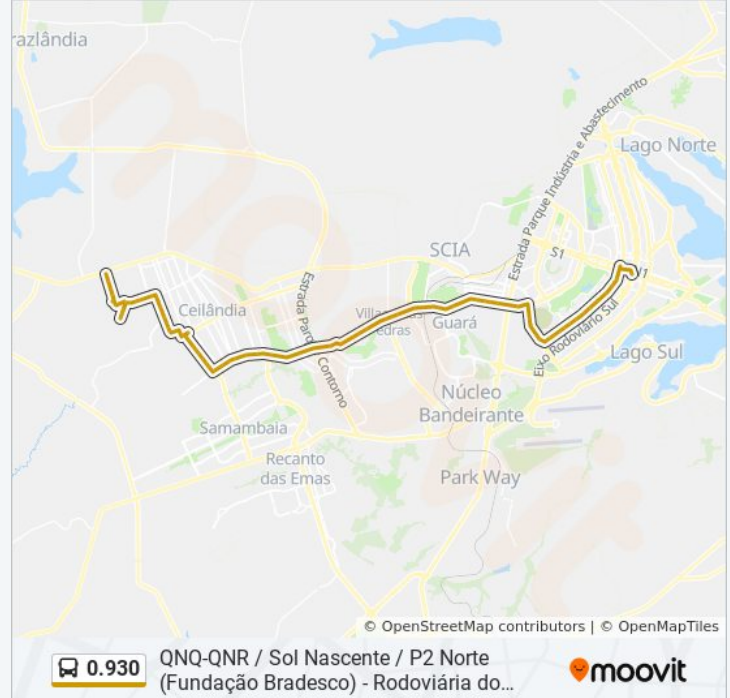 razlândia
Estrada Parque Indústria e Abastecimento
Lago Norte
SCIA
S1
Ceilândia
Estrada Parq
Contorno
Guará
Eixo Rodoviário Sul
Lago Sul
Núcleo
Bandeirante
Samambaia
Recanto
das Emas
Park Way
© OpenStreetMap contributors | © OpenMapTiles
0.930
QNQ-QNR / Sol Nascente / P2 Norte
(Fundação Bradesco) - Rodoviária do...
moovit